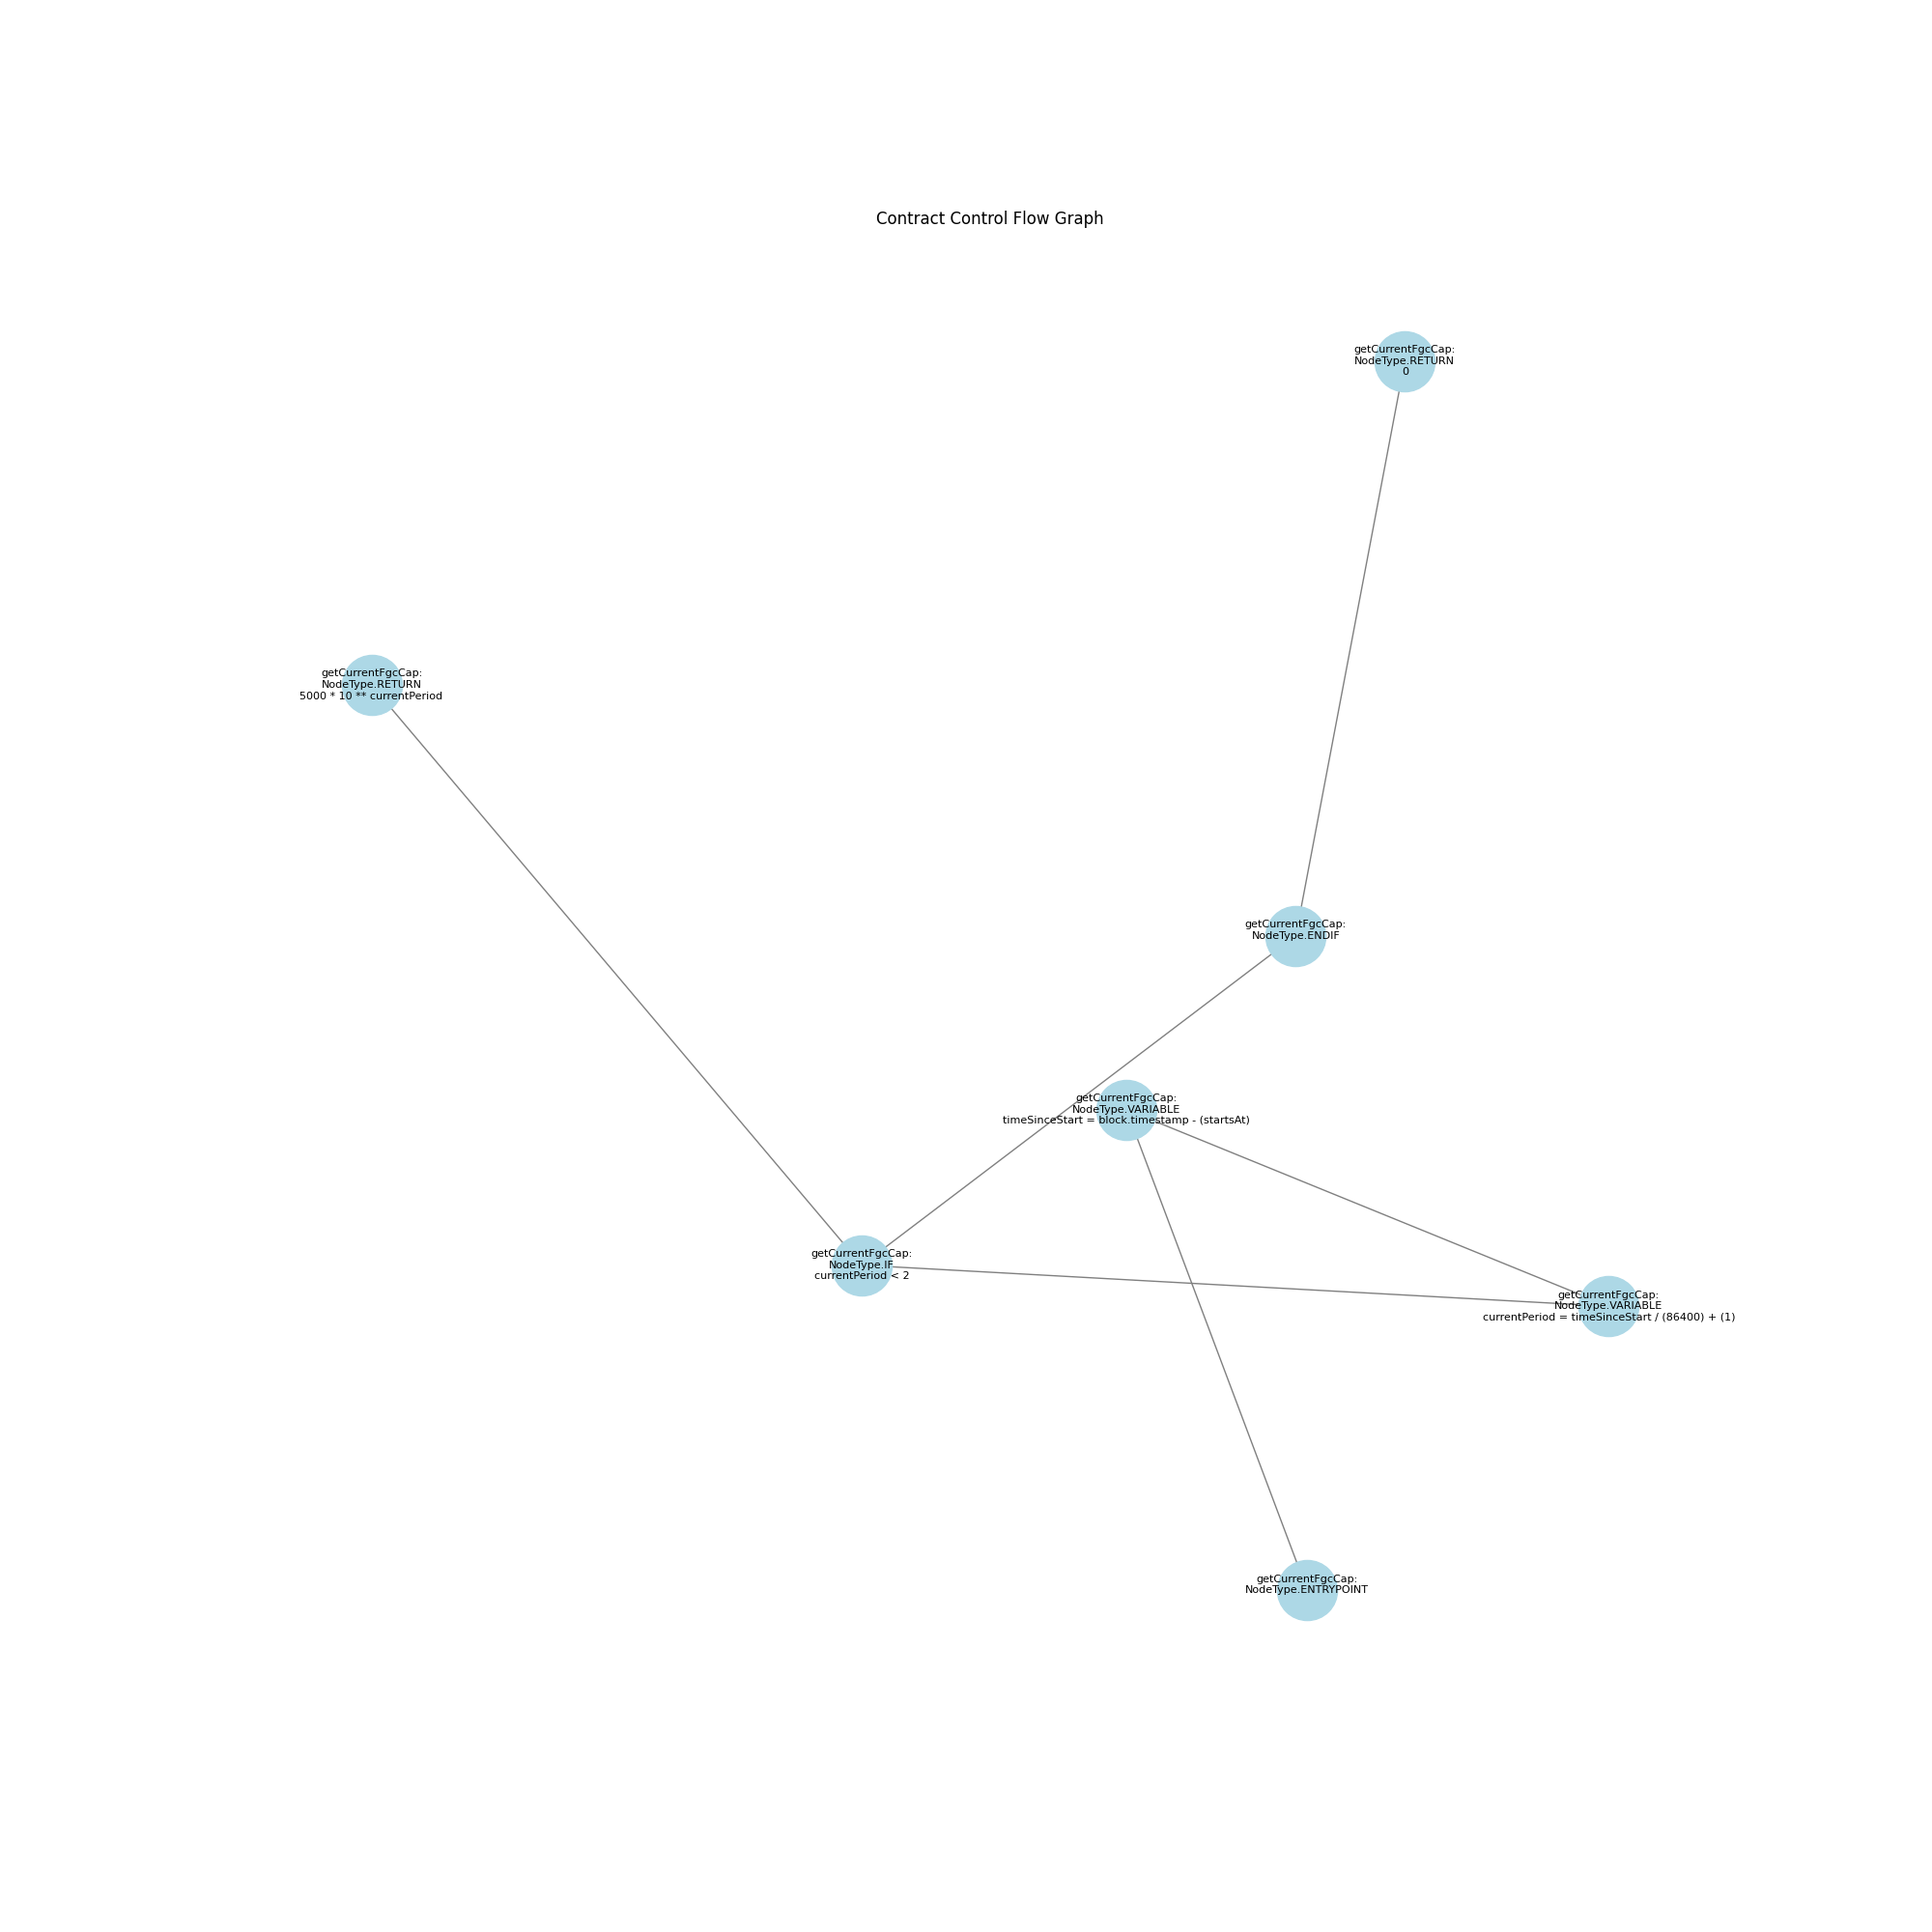 Contract Control Flow Graph
getCurrentFgcCap:
NodeType.RETURN
0
getCurrentFgcCap:
NodeType.RETURN
5000 * 10 ** currentPeriod
getCurrentFgcCap:
NodeType.ENDIF
getCurrentFgcCap:
NodeType.VARIABLE
timeSinceStart = block.timestamp - (startsAt)
getCurrentFgcCap:
NodeType.IF
currentPeriod < 2
getCurrentFgcCap:
NodeType.VARIABLE
currentPeriod = timeSinceStart / (86400) + (1)
getCurrentFgcCap:
NodeType.ENTRYPOINT